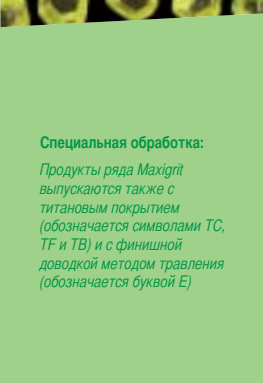 Специальная обработка:
Продукты ряда Maxigrit
выпускаются также с
титановым покрытием
(обозначается символами TC,
TF и TB) и с финишной
доводкой методом травления
(обозначается буквой E)